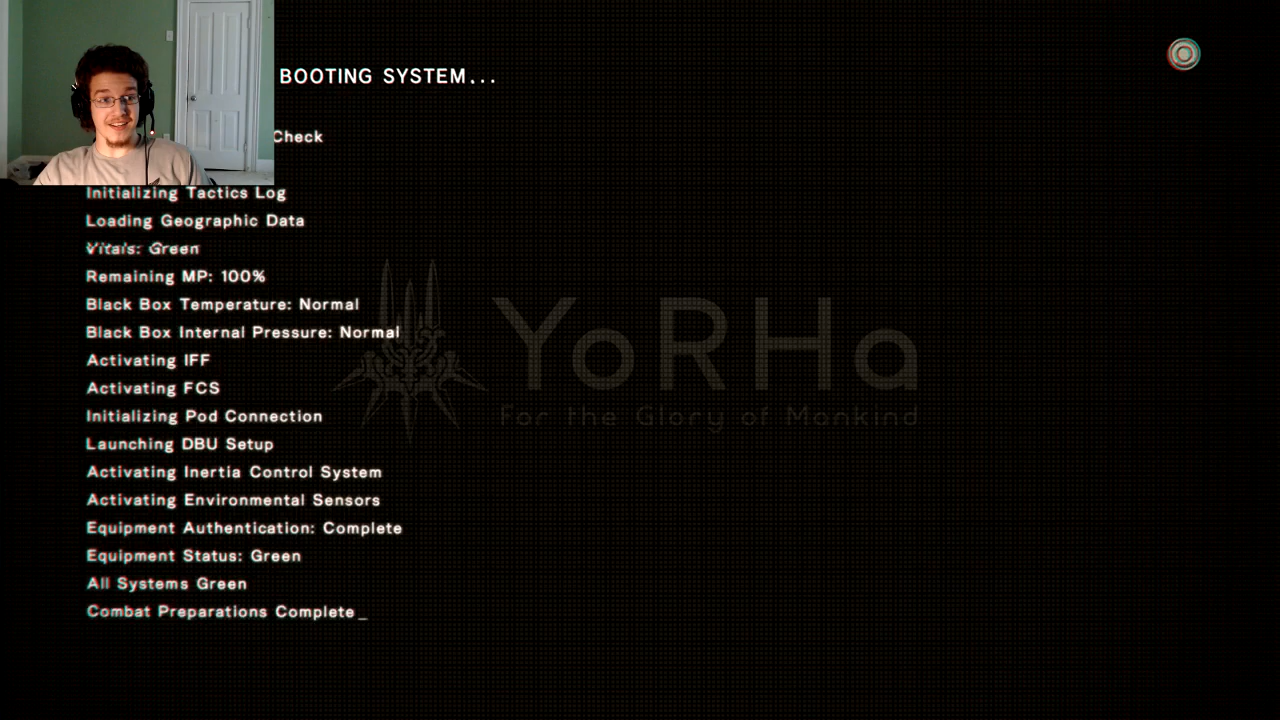 BOOTING SYSTEM...
Check
Initializing Tactics Log
Loading Geographic Data
Vitals: Green
Remaining MP: 100%
Black Box Temperature: Normal
Black Box Internal Pressure: Normal
Activating IFF
Activating FCS
Initializing Pod Connection
Launching DBU Setup
Activating Inertia Control System
Activating Environmental Sensors
Equipment Authentication: Complete
Equipment Status: Green
All Systems Green
Combat Preparations Complete_
YoRHa
For the Glory of Mankind